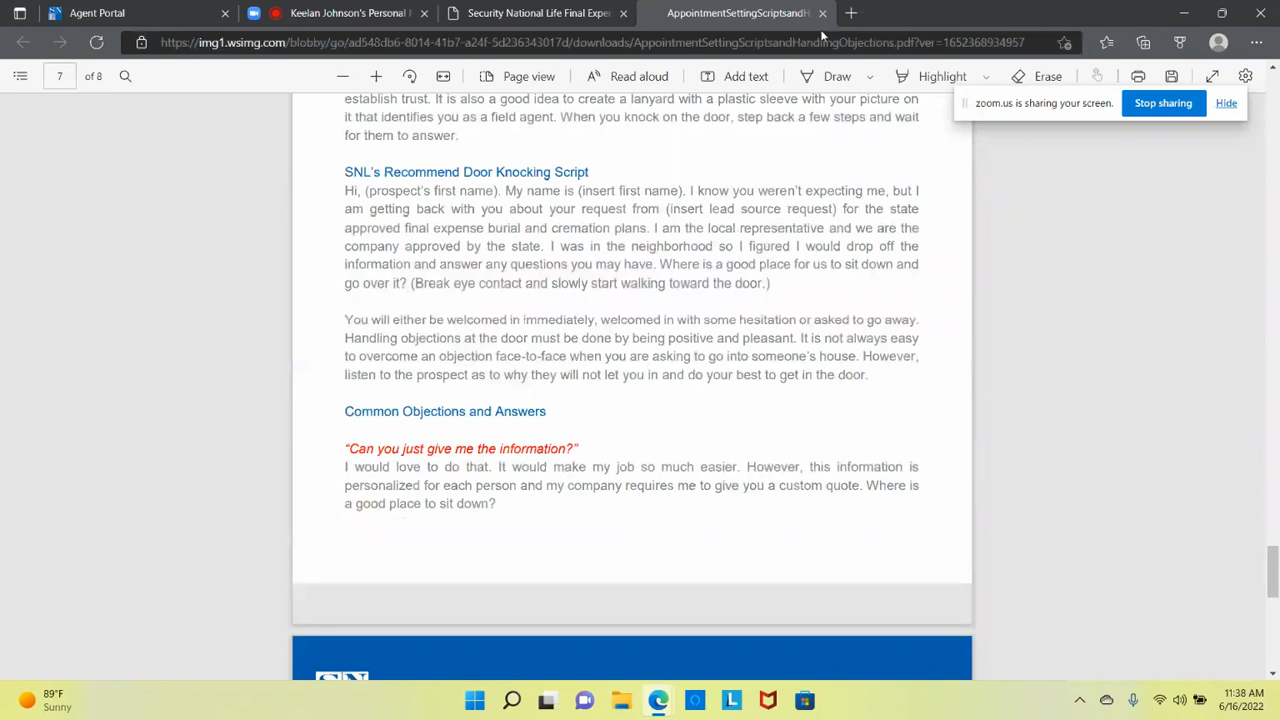 Agent Portal
Keelan Johnson's Personal M
Security National Life Final Expe
AppointmentSettingScriptsandH
https://img1.wsimg.com/blobby/go/ad548db6-8014-41b7-a24f-5d236343017d/downloads/AppointmentSettingScriptsandHandlingObjections.pdf?ver=1652368934957
7 of 8
Page view
Read aloud
Add text
Draw
Highlight
Erase
zoom.us is sharing your screen.
Stop sharing
Hide
establish trust. It is also a good idea to create a lanyard with a plastic sleeve with your picture on
it that identifies you as a field agent. When you knock on the door, step back a few steps and wait
for them to answer.
SNL's Recommend Door Knocking Script
Hi, (prospect's first name). My name is (insert first name). I know you weren't expecting me, but I
am getting back with you about your request from (insert lead source request) for the state
approved final expense burial and cremation plans. I am the local representative and we are the
company approved by the state. I was in the neighborhood so I figured I would drop off the
information and answer any questions you may have. Where is a good place for us to sit down and
go over it? (Break eye contact and slowly start walking toward the door.)
You will either be welcomed in immediately, welcomed in with some hesitation or asked to go away.
Handling objections at the door must be done by being positive and pleasant. It is not always easy
to overcome an objection face-to-face when you are asking to go into someone's house. However,
listen to the prospect as to why they will not let you in and do your best to get in the door.
Common Objections and Answers
"Can you just give me the information?"
I would love to do that. It would make my job so much easier. However, this information is
personalized for each person and my company requires me to give you a custom quote. Where is
a good place to sit down?
89°F
Sunny
11:38 AM
6/16/2022